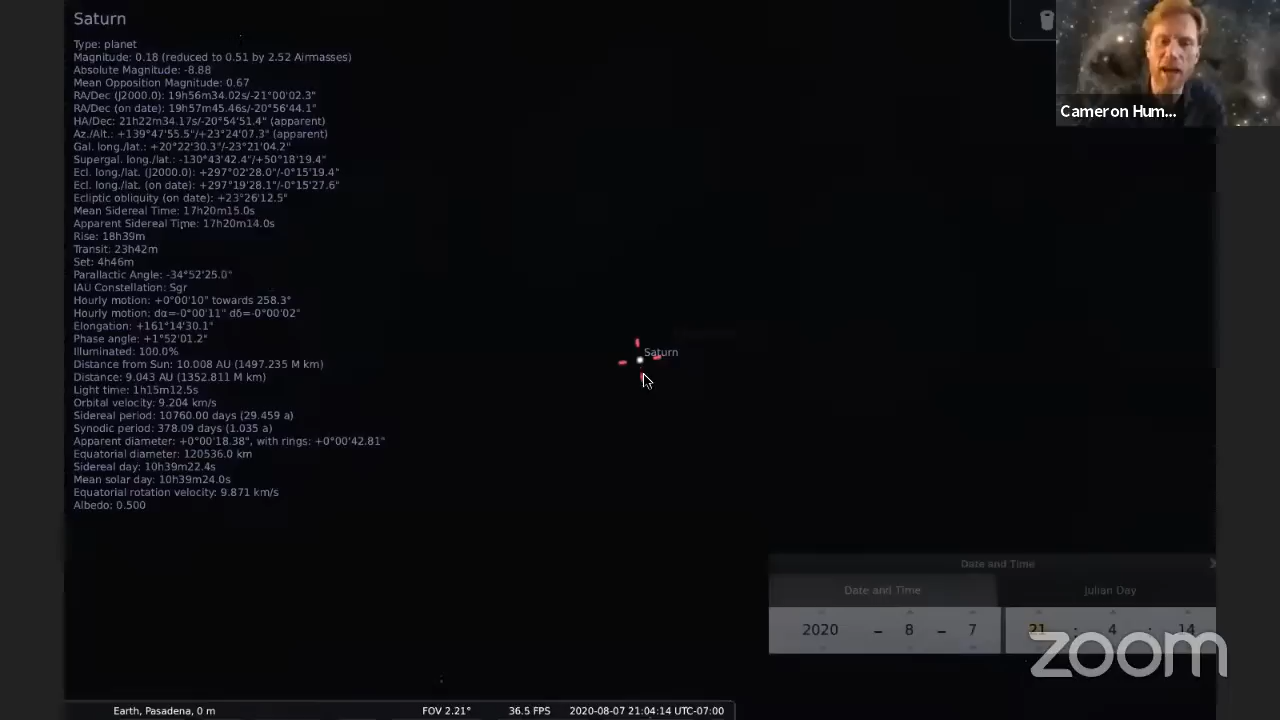 Saturn
Type: planet
Magnitude: 0.18 (reduced to 0.51 by 2.52 Airmasses)
Absolute Magnitude: -8.88
Mean Opposition Magnitude: 0.67
RA/Dec (J2000.0): 19h56m34.02s/-21°00'02.3"
RA/Dec (on date): 19h57m45.46s/-20°56'44.1"
HA/Dec: 21h22m34.17s/-20°54'51.4" (apparent)
Az./Alt.: +139°47'55.5"/+23°24'07.3" (apparent)
Gal. long./lat.: +20°22'30.3"/-23°21'04.2"
Supergal. long./lat.: -130°43'42.4"/+50°18'19.4"
Ecl. long./lat. (J2000.0): +297°02'28.0"/-0°15'19.4"
Ecl. long./lat. (on date): +297°19'28.1"/-0°15'27.6"
Ecliptic obliquity (on date): +23°26'12.5"
Mean Sidereal Time: 17h20m15.0s
Apparent Sidereal Time: 17h20m14.0s
Rise: 18h39m
Transit: 23h42m
Set: 4h46m
Parallactic Angle: -34°52'25.0"
IAU Constellation: Sgr
Hourly motion: +0°00'10" towards 258.3°
Hourly motion: dα=-0°00'11" dδ=-0°00'02"
Elongation: +161°14'30.1"
Phase angle: +1°52'01.2"
Illuminated: 100.0%
Distance from Sun: 10.008 AU (1497.235 M km)
Distance: 9.043 AU (1352.811 M km)
Light time: 1h15m12.5s
Orbital velocity: 9.204 km/s
Sidereal period: 10760.00 days (29.459 a)
Synodic period: 378.09 days (1.035 a)
Apparent diameter: +0°00'18.38", with rings: +0°00'42.81"
Equatorial diameter: 120536.0 km
Sidereal day: 10h39m22.4s
Mean solar day: 10h39m24.0s
Equatorial rotation velocity: 9.871 km/s
Albedo: 0.500
Cameron Hum...
Saturn
Date and Time
Date and Time Julian Day
2020 - 8 - 7 21 : 4 : 14
zoom
Earth, Pasadena, 0 m FOV 2.21° 36.5 FPS 2020-08-07 21:04:14 UTC-07:00